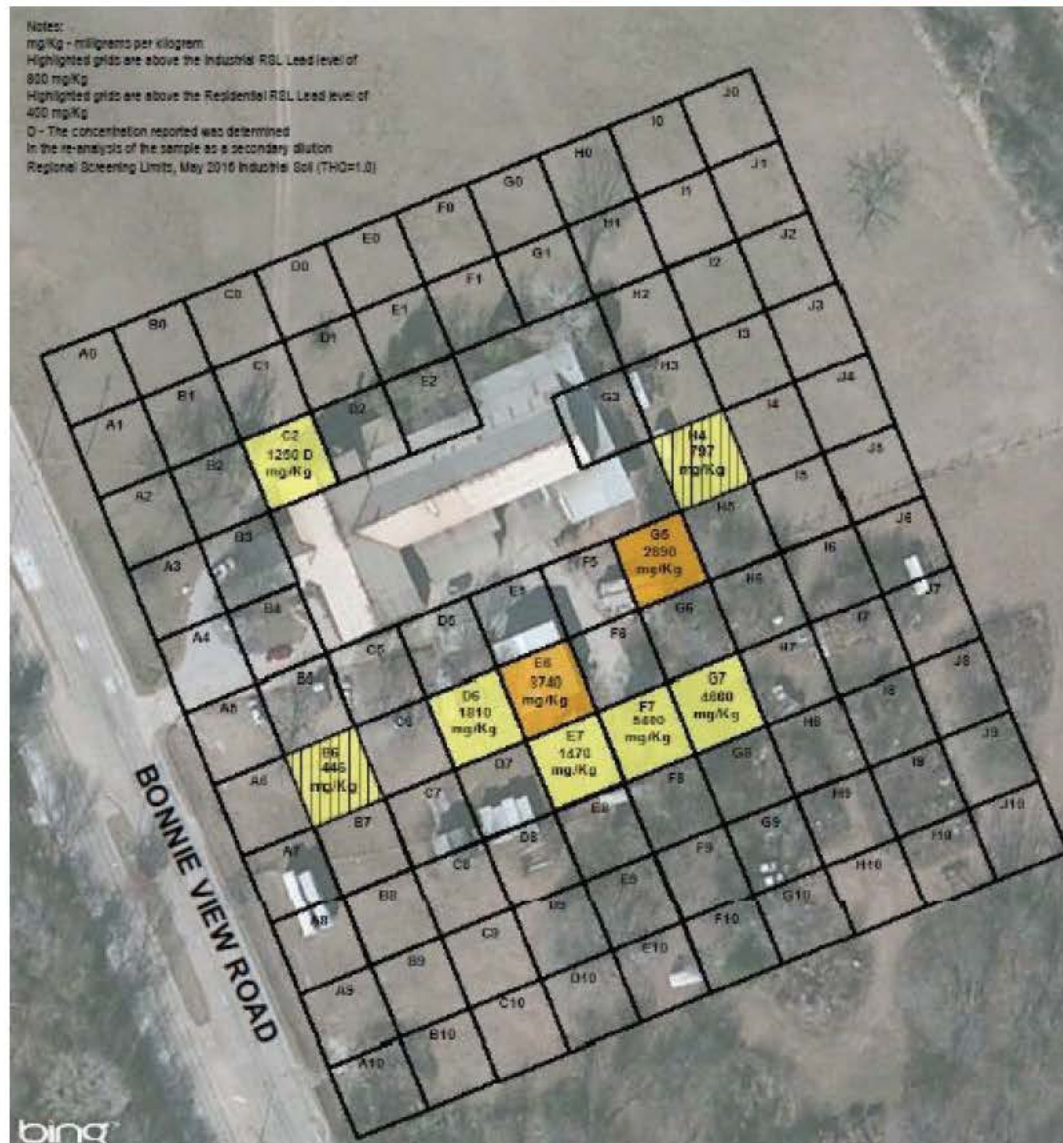 Notes:
mg/Kg - milligrams per kilogram
Highlighted grids are above the Industrial RSL Lead level of
800 mg/Kg
Highlighted grids are above the Residential RSL Lead level of
400 mg/Kg
D - The concentration reported was determined
in the re-analysis of the sample as a secondary dilution
Regional Screening Limits, May 2016 Industrial Soil (THQ=1.0)
J0
I0
H0
G0
F0
E0
D0
C0
B0
A0
J1
I1
H1
G1
F1
E1
D1
C1
B1
A1
J2
I2
H2
E2
D2
C2
1250 D
mg/Kg
B2
A2
J3
I3
H3
G3
B3
A3
J4
I4
H4
797
mg/Kg
B4
A4
J5
I5
H5
G5
2890
mg/Kg
F5
E5
D5
C5
B5
A5
J6
I6
H6
G6
F6
E6
3740
mg/Kg
D6
1810
mg/Kg
C6
B6
446
mg/Kg
A6
J7
I7
H7
G7
4660
mg/Kg
F7
5400
mg/Kg
E7
1470
mg/Kg
D7
C7
B7
A7
J8
I8
H8
G8
F8
E8
D8
C8
B8
A8
J9
I9
H9
G9
F9
E9
D9
C9
B9
A9
J10
I10
H10
G10
F10
E10
D10
C10
B10
A10
BONNIE VIEW ROAD
bing